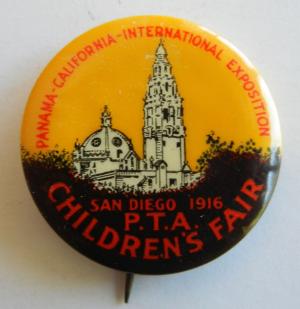 PANAMA-CALIFORNIA-INTERNATIONAL EXPOSITION
SAN DIEGO 1916
P.T.A.
CHILDREN'S FAIR